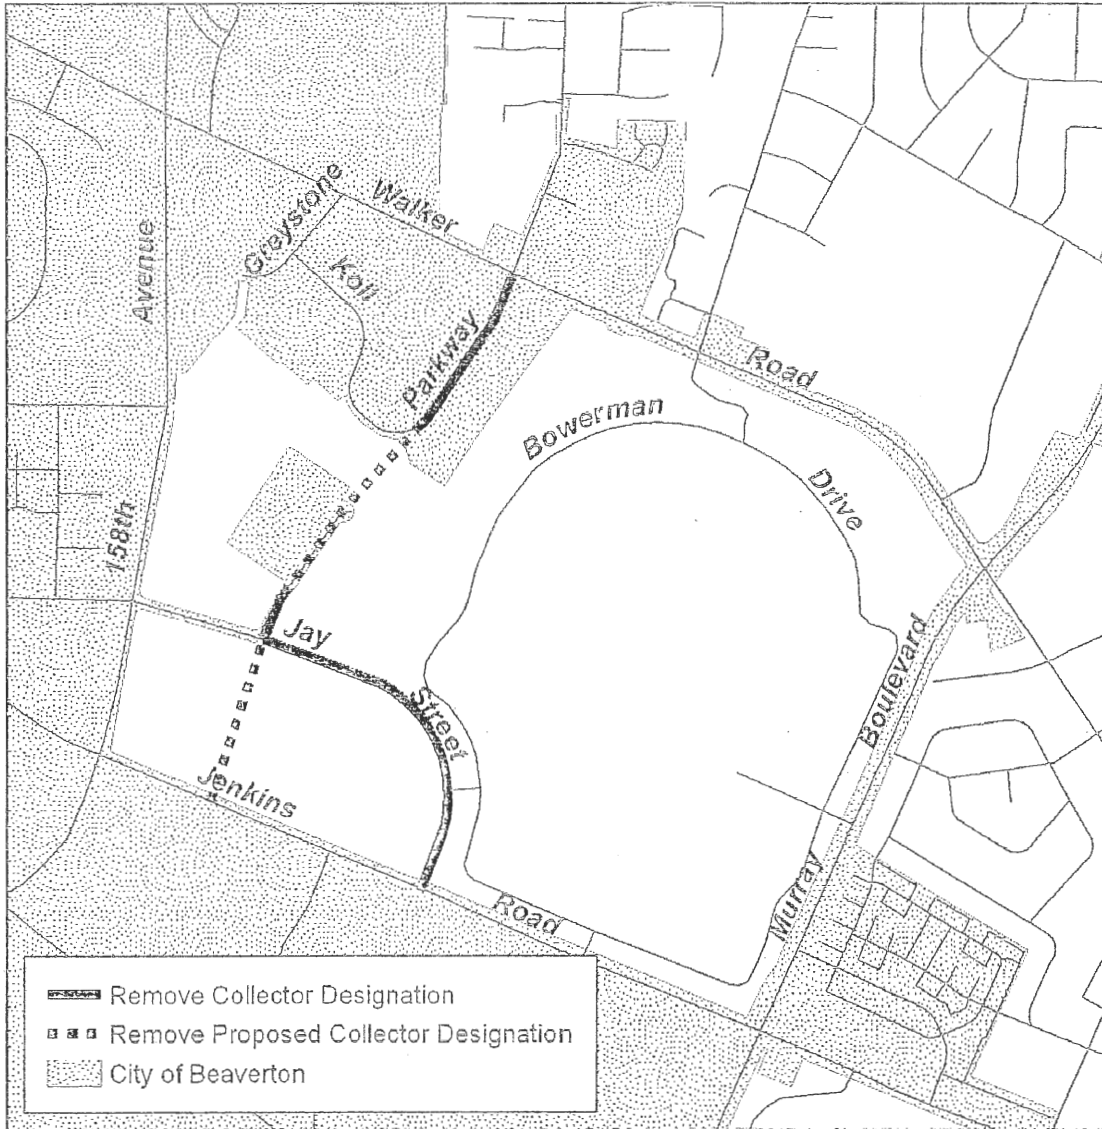 Greystone
Walker
Avenue
Koll
Parkway
Road
Bowerman
Drive
158th
Jay
Street
Boulevard
Jenkins
Road
Murray
Remove Collector Designation
Remove Proposed Collector Designation
City of Beaverton